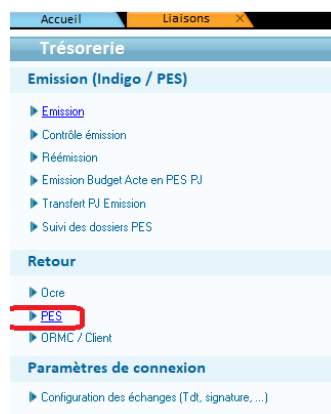 Accueil
Liaisons
Trésorerie
Emission (Indigo / PES)
Emission
Contrôle émission
Réémission
Emission Budget Acte en PES PJ
Transfert PJ Emission
Suivi des dossiers PES
Retour
Ocre
PES
ORMC / Client
Paramètres de connexion
Configuration des échanges (Tdt, signature, ...)